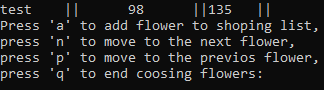 test    ||      98      ||135   ||
Press 'a' to add flower to shoping list,
press 'n' to move to the next flower,
press 'p' to move to the previos flower,
press 'q' to end coosing flowers: